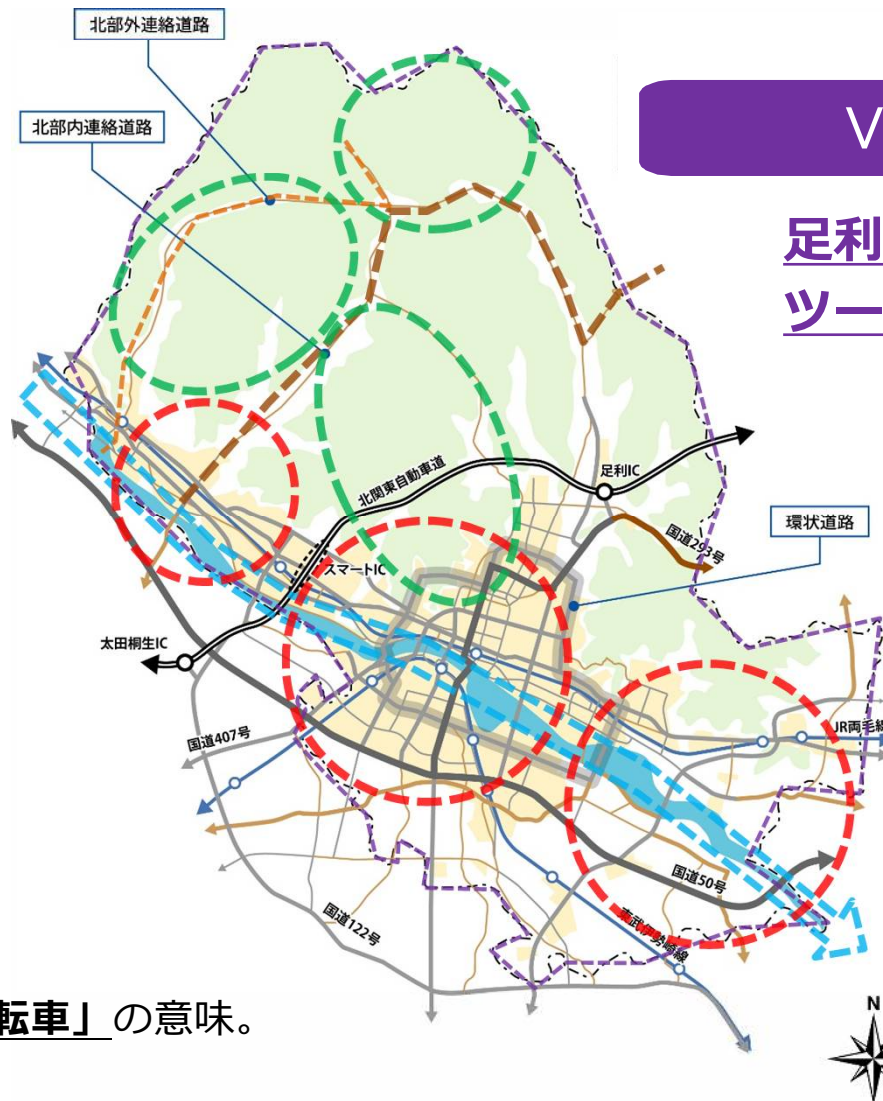 北部外連絡道路
北部内連絡道路
V
足利
ツー
足利IC
北関東自動車道
国道293号
環状道路
スマートIC
太田桐生IC
国道407号
JR両毛線
国道50号
国道122号
東武伊勢崎線
転車」の意味。
N